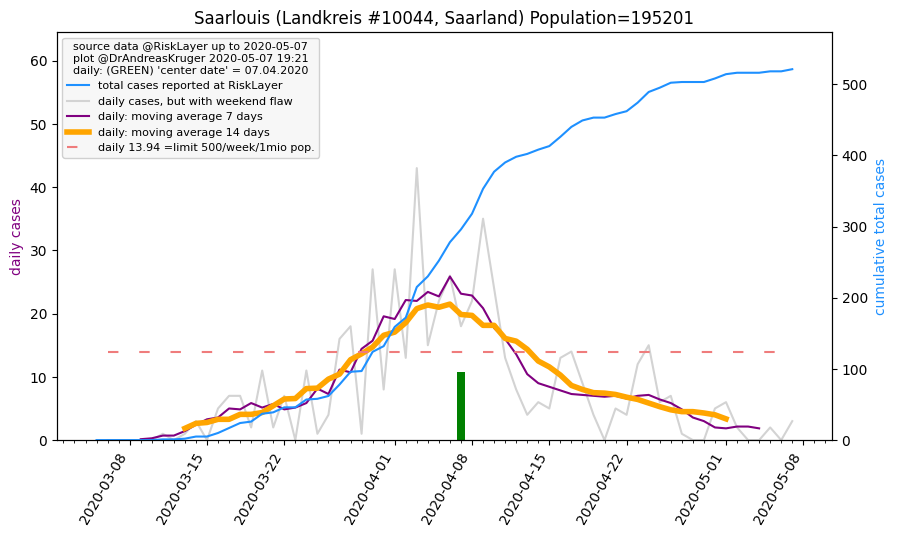 Saarlouis (Landkreis #10044, Saarland) Population=195201
source data @RiskLayer up to 2020-05-07
plot @DrAndreasKruger 2020-05-07 19:21
daily: (GREEN) 'center date' = 07.04.2020
total cases reported at RiskLayer
daily cases, but with weekend flaw
daily: moving average 7 days
daily: moving average 14 days
daily 13.94 =limit 500/week/1mio pop.
daily cases
60
50
40
30
20
10
0
cumulative total cases
500
400
300
200
100
0
2020-03-08
2020-03-15
2020-03-22
2020-04-01
2020-04-08
2020-04-15
2020-04-22
2020-05-01
2020-05-08